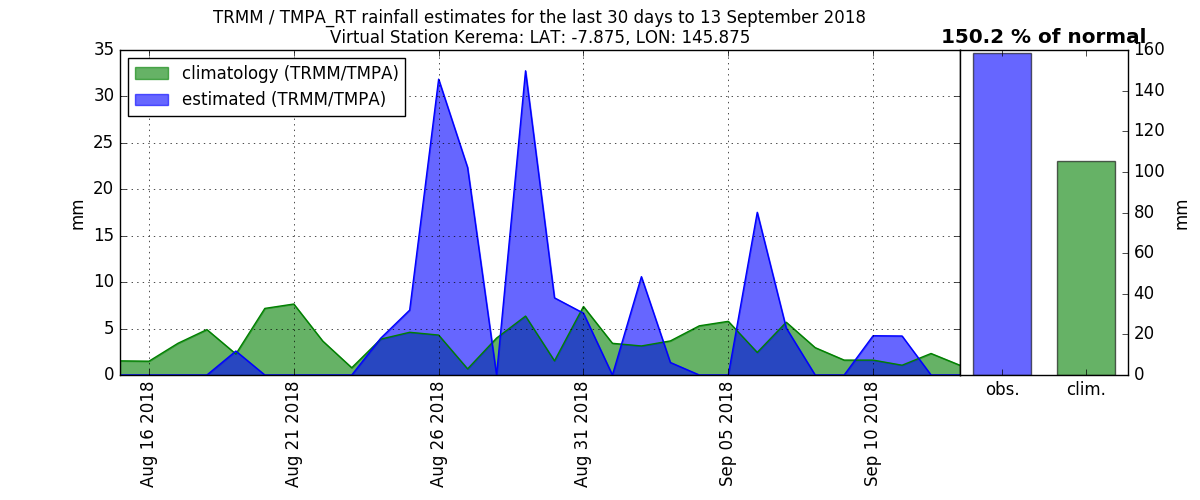 TRMM / TMPA_RT rainfall estimates for the last 30 days to 13 September 2018
Virtual Station Kerema: LAT: -7.875, LON: 145.875
150.2 % of normal
climatology (TRMM/TMPA)
estimated (TRMM/TMPA)
35
30
25
20
15
10
5
0
mm
Aug 16 2018
Aug 21 2018
Aug 26 2018
Aug 31 2018
Sep 05 2018
Sep 10 2018
obs.
clim.
160
140
120
100
80
60
40
20
0
mm